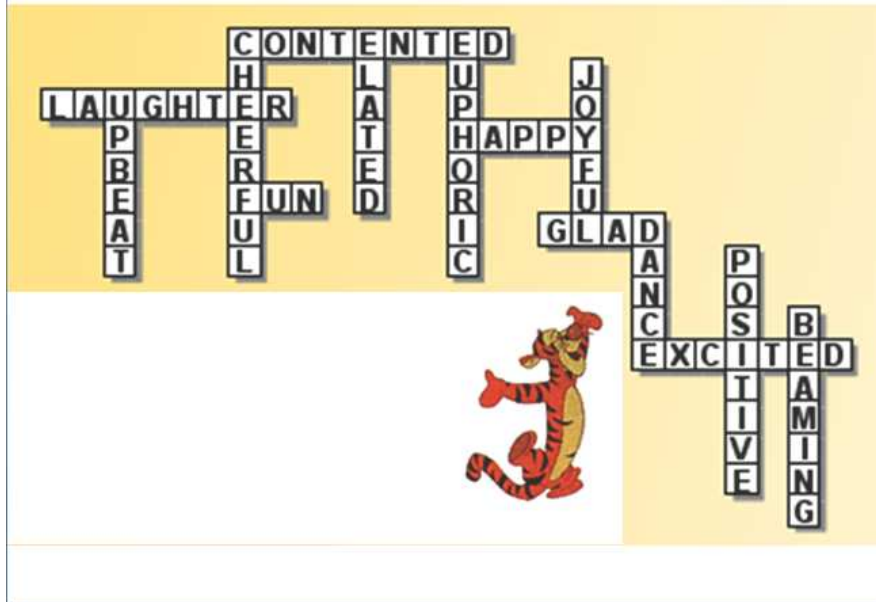 CONTENTED
CHEERFUL
ELATED
EUPHORIC
JOYFUL
LAUGHTER
UPBEAT
HAPPY
FUN
GLAD
DANCE
POSITIVE
BEAMING
EXCITED